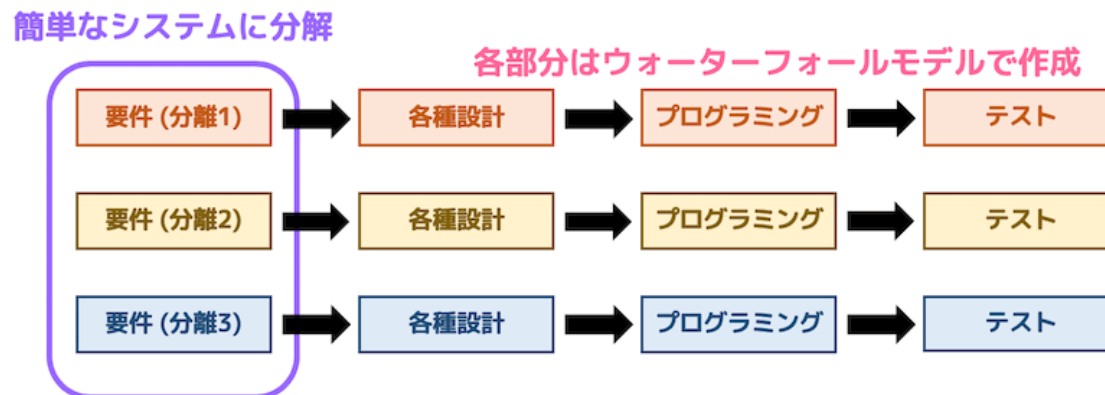 簡単なシステムに分解
各部分はウォーターフォールモデルで作成
要件 (分離1)
各種設計
プログラミング
テスト
要件 (分離2)
各種設計
プログラミング
テスト
要件 (分離3)
各種設計
プログラミング
テスト